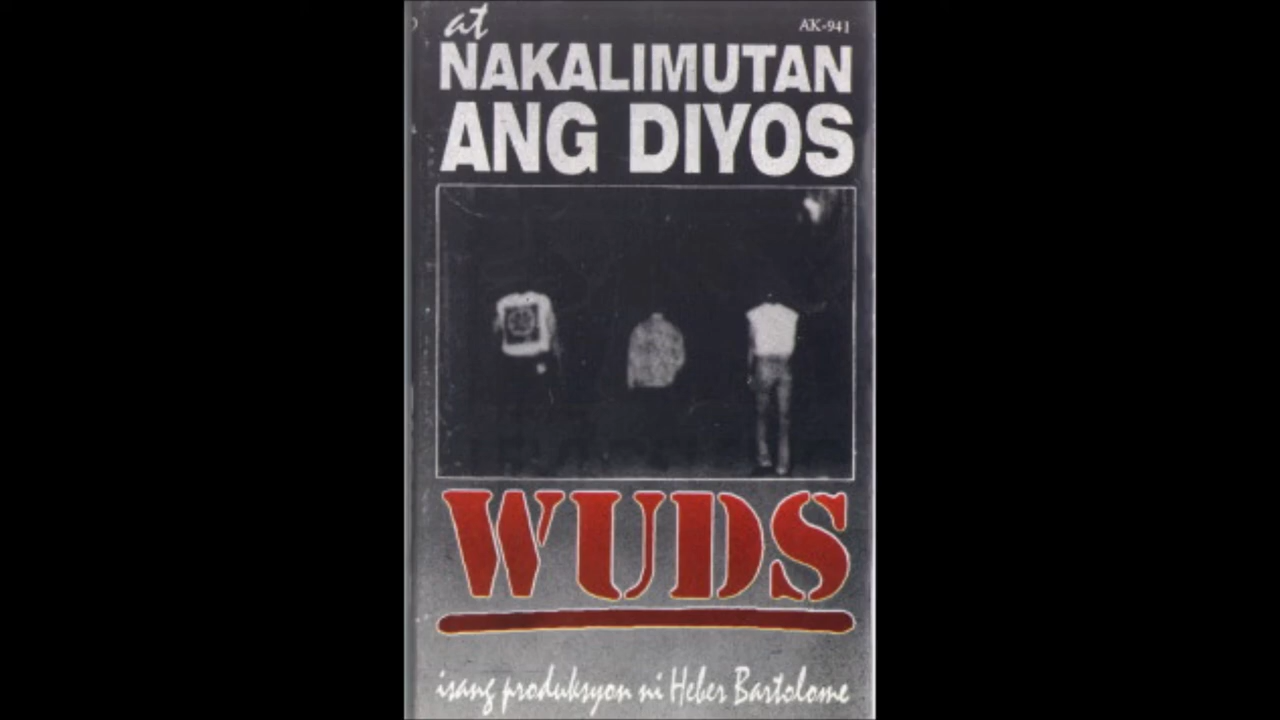 at
AK-941
NAKALIMUTAN
ANG DIYOS
WUDS
isang produksyon ni Heber Bartolome